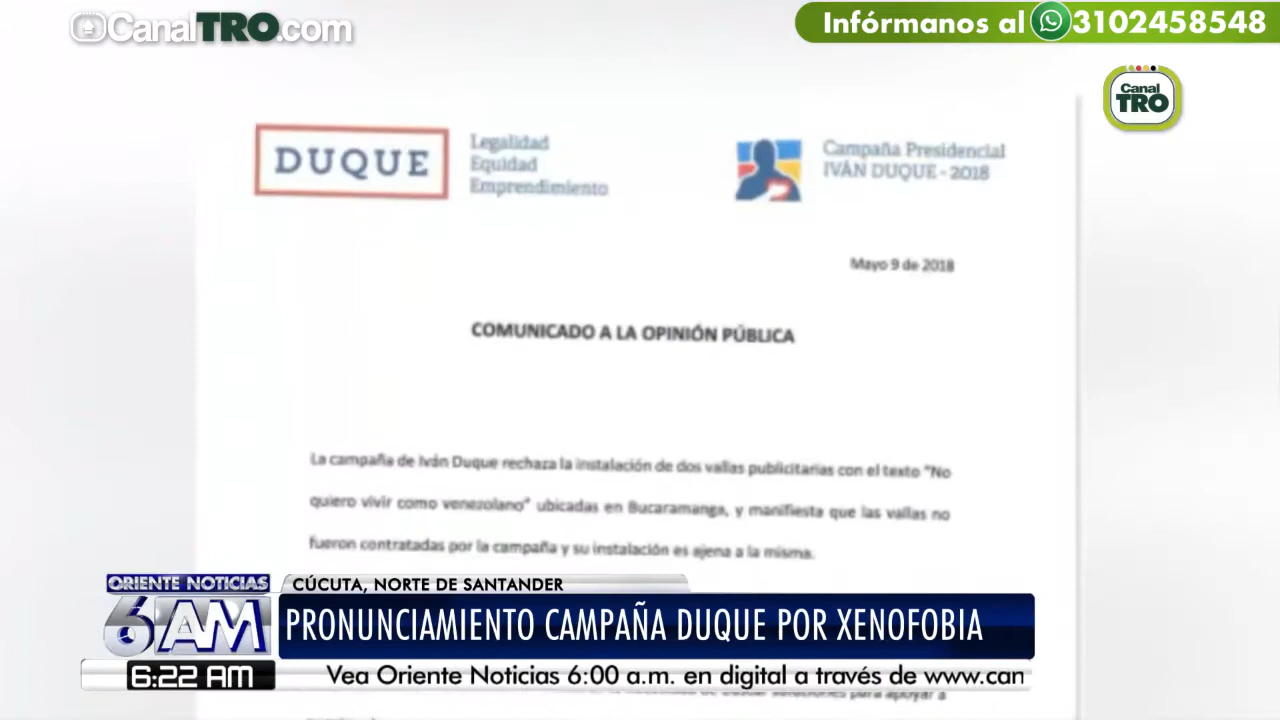 CanalTRO.com
Infórmanos al 3102458548
Canal
TRO
DUQUE
Legalidad
Equidad
Emprendimiento
Campaña Presidencial
IVÁN DUQUE - 2018
Mayo 9 de 2018
COMUNICADO A LA OPINIÓN PÚBLICA
La campaña de Iván Duque rechaza la instalación de dos vallas publicitarias con el texto "No
quiero vivir como venezolano" ubicadas en Bucaramanga, y manifiesta que las vallas no
fueron contratadas por la campaña y su instalación es ajena a la misma.
ORIENTE NOTICIAS
6AM
CÚCUTA, NORTE DE SANTANDER
PRONUNCIAMIENTO CAMPAÑA DUQUE POR XENOFOBIA
6:22 AM
Vea Oriente Noticias 6:00 a.m. en digital a través de www.can
para apoyar a